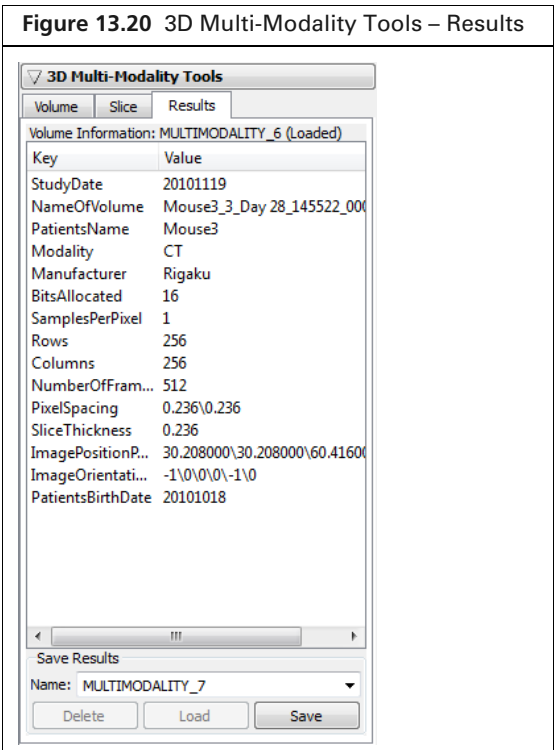 Figure 13.20 3D Multi-Modality Tools – Results
3D Multi-Modality Tools
Volume Slice Results
Volume Information: MULTIMODALITY_6 (Loaded)
Key Value
StudyDate 20101119
NameOfVolume Mouse3_3_Day 28_145522_000
PatientsName Mouse3
Modality CT
Manufacturer Rigaku
BitsAllocated 16
SamplesPerPixel 1
Rows 256
Columns 256
NumberOfFram... 512
PixelSpacing 0.236\0.236
SliceThickness 0.236
ImagePositionP... 30.208000\30.208000\60.41600
ImageOrientati... -1\0\0\0\-1\0
PatientsBirthDate 20101018
Save Results
Name: MULTIMODALITY_7
Delete Load Save